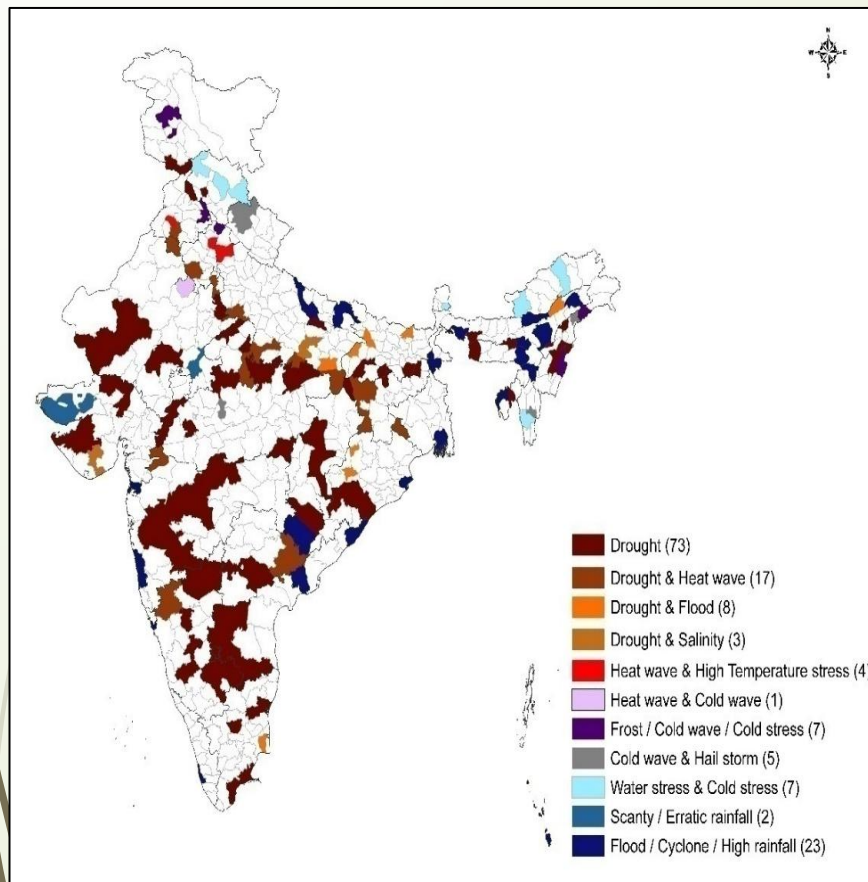 N
W E
S
Drought (73)
Drought & Heat wave (17)
Drought & Flood (8)
Drought & Salinity (3)
Heat wave & High Temperature stress (4)
Heat wave & Cold wave (1)
Frost / Cold wave / Cold stress (7)
Cold wave & Hail storm (5)
Water stress & Cold stress (7)
Scanty / Erratic rainfall (2)
Flood / Cyclone / High rainfall (23)